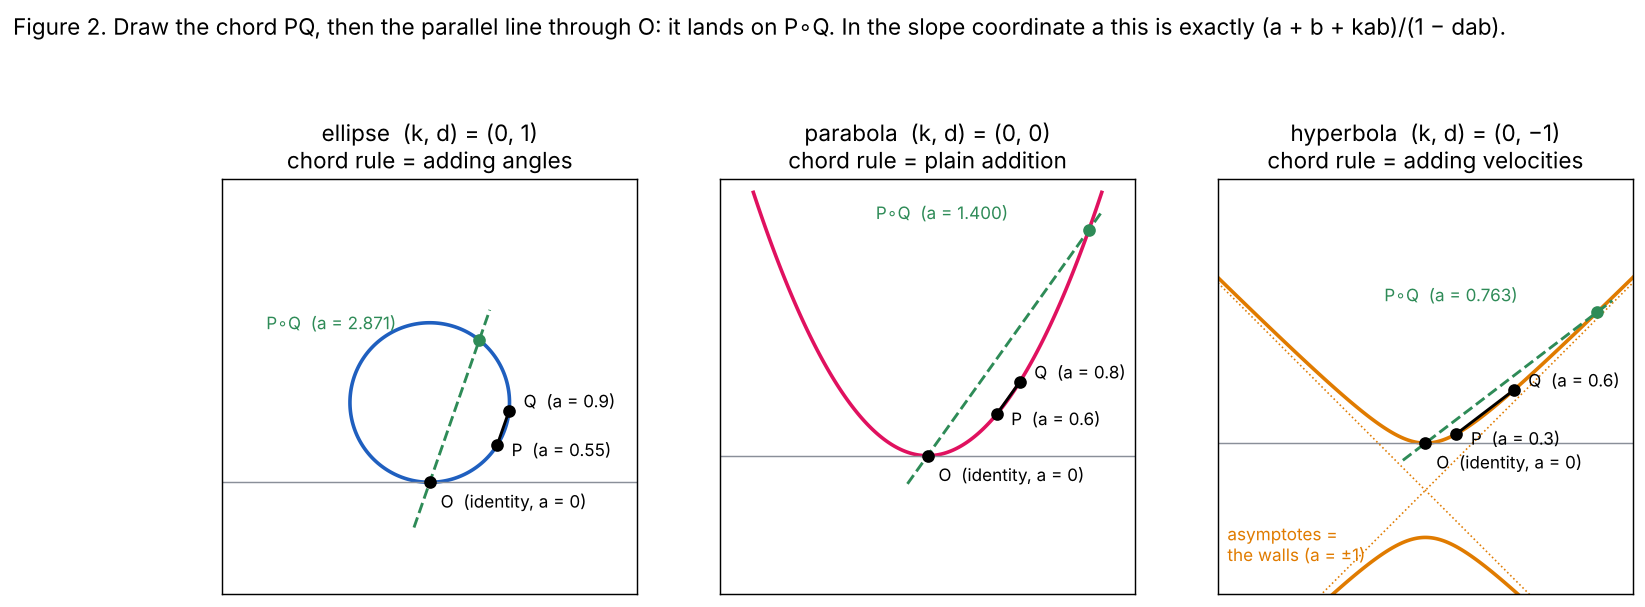 Figure 2. Draw the chord PQ, then the parallel line through O: it lands on P∘Q. In the slope coordinate a this is exactly (a + b + kab)/(1 − dab).
ellipse  (k, d) = (0, 1)
chord rule = adding angles
P∘Q  (a = 2.871)
Q  (a = 0.9)
P  (a = 0.55)
O  (identity, a = 0)
parabola  (k, d) = (0, 0)
chord rule = plain addition
P∘Q  (a = 1.400)
Q  (a = 0.8)
P  (a = 0.6)
O  (identity, a = 0)
hyperbola  (k, d) = (0, −1)
chord rule = adding velocities
P∘Q  (a = 0.763)
Q  (a = 0.6)
P  (a = 0.3)
O  (identity, a = 0)
asymptotes =
the walls (a = ±1)